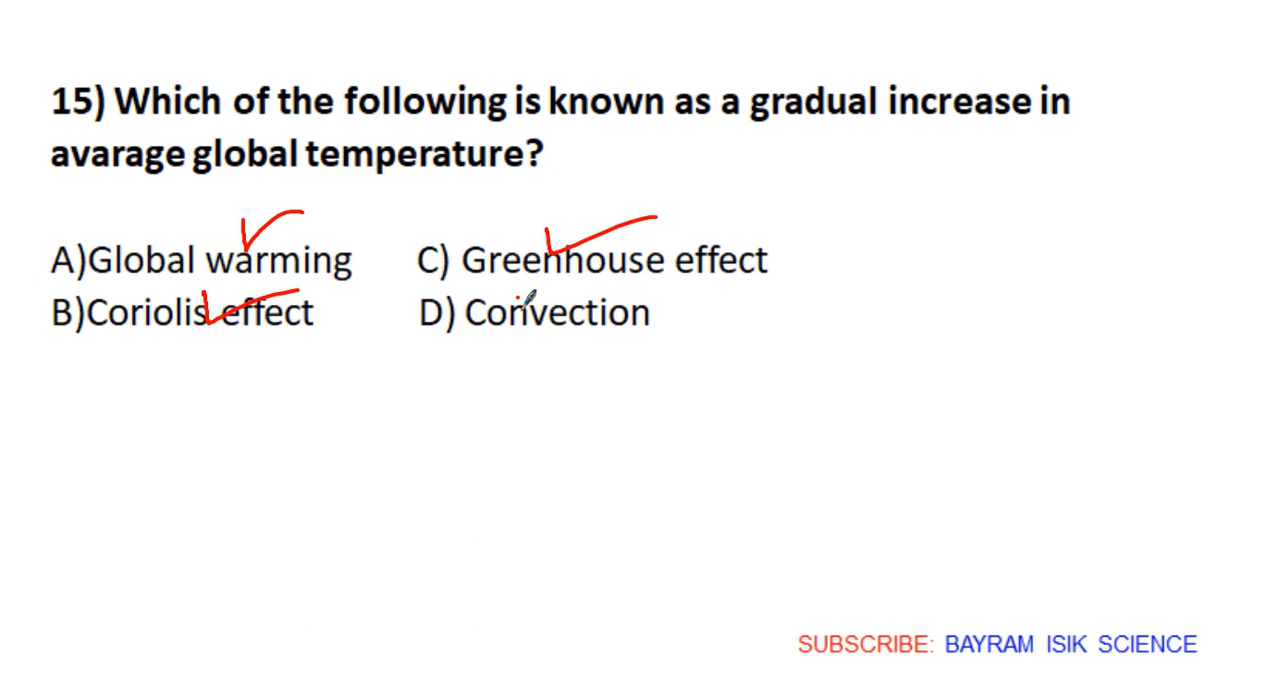 15) Which of the following is known as a gradual increase in
avarage global temperature?
A)Global warming C) Greenhouse effect
B)Coriolis effect D) Convection
SUBSCRIBE: BAYRAM ISIK SCIENCE